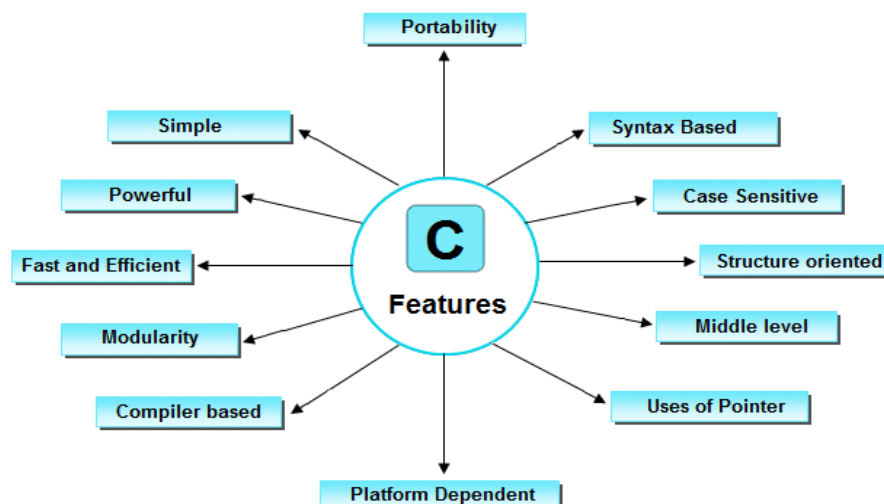 Portability
Simple
Syntax Based
Powerful
Case Sensitive
C
Fast and Efficient
Structure oriented
Features
Modularity
Middle level
Compiler based
Uses of Pointer
Platform Dependent